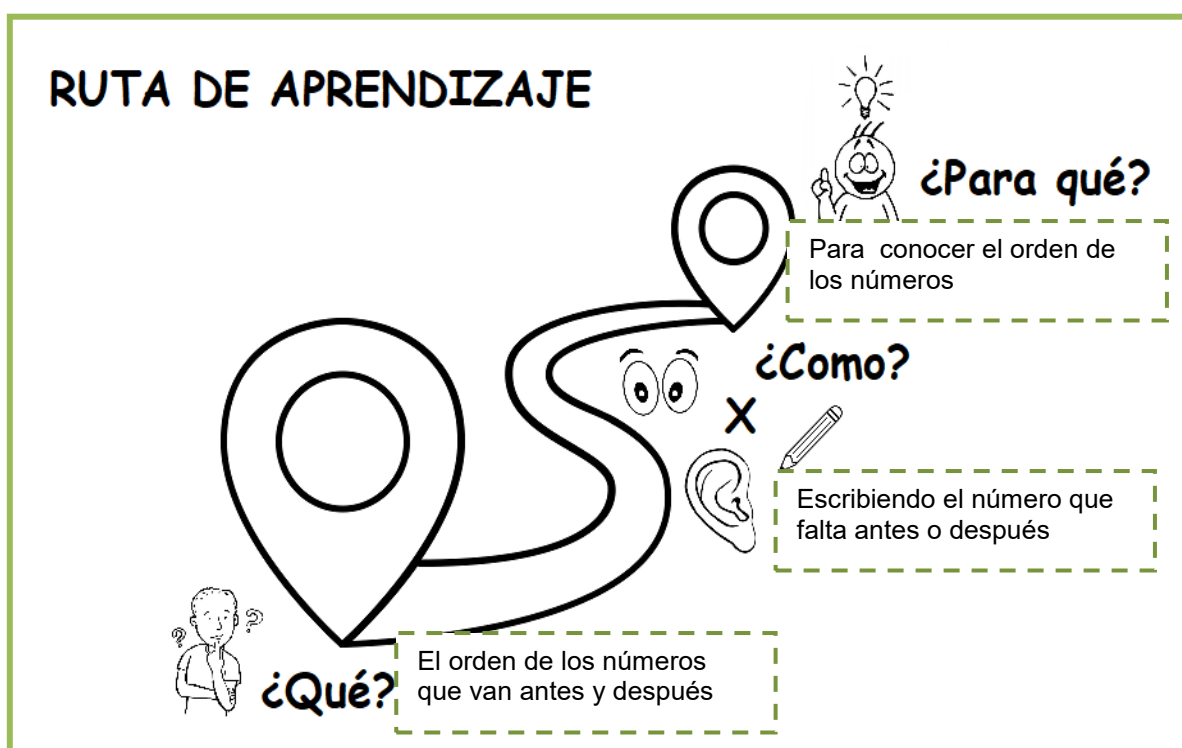 RUTA DE APRENDIZAJE
¿Para qué?
Para  conocer el orden de
los números
¿Como?
X
Escribiendo el número que
falta antes o después
? ?
¿Qué?
El orden de los números
que van antes y después